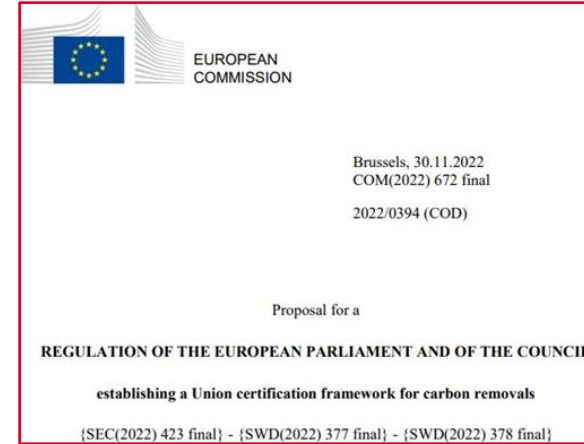 EUROPEAN
COMMISSION
Brussels, 30.11.2022
COM(2022) 672 final
2022/0394 (COD)
Proposal for a
REGULATION OF THE EUROPEAN PARLIAMENT AND OF THE COUNCIL
establishing a Union certification framework for carbon removals
{SEC(2022) 423 final} - {SWD(2022) 377 final} - {SWD(2022) 378 final}